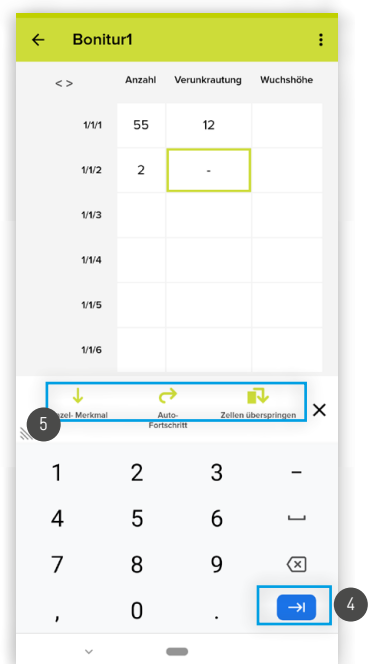 Bonitur1
< > Anzahl Verunkrautung Wuchshöhe
1/1/1 55 12
1/1/2 2 -
1/1/3
1/1/4
1/1/5
1/1/6
Merkmal Auto- Zellen überspringen
Fortschritt
5
1 2 3 -
4 5 6
7 8 9
4
, 0 .